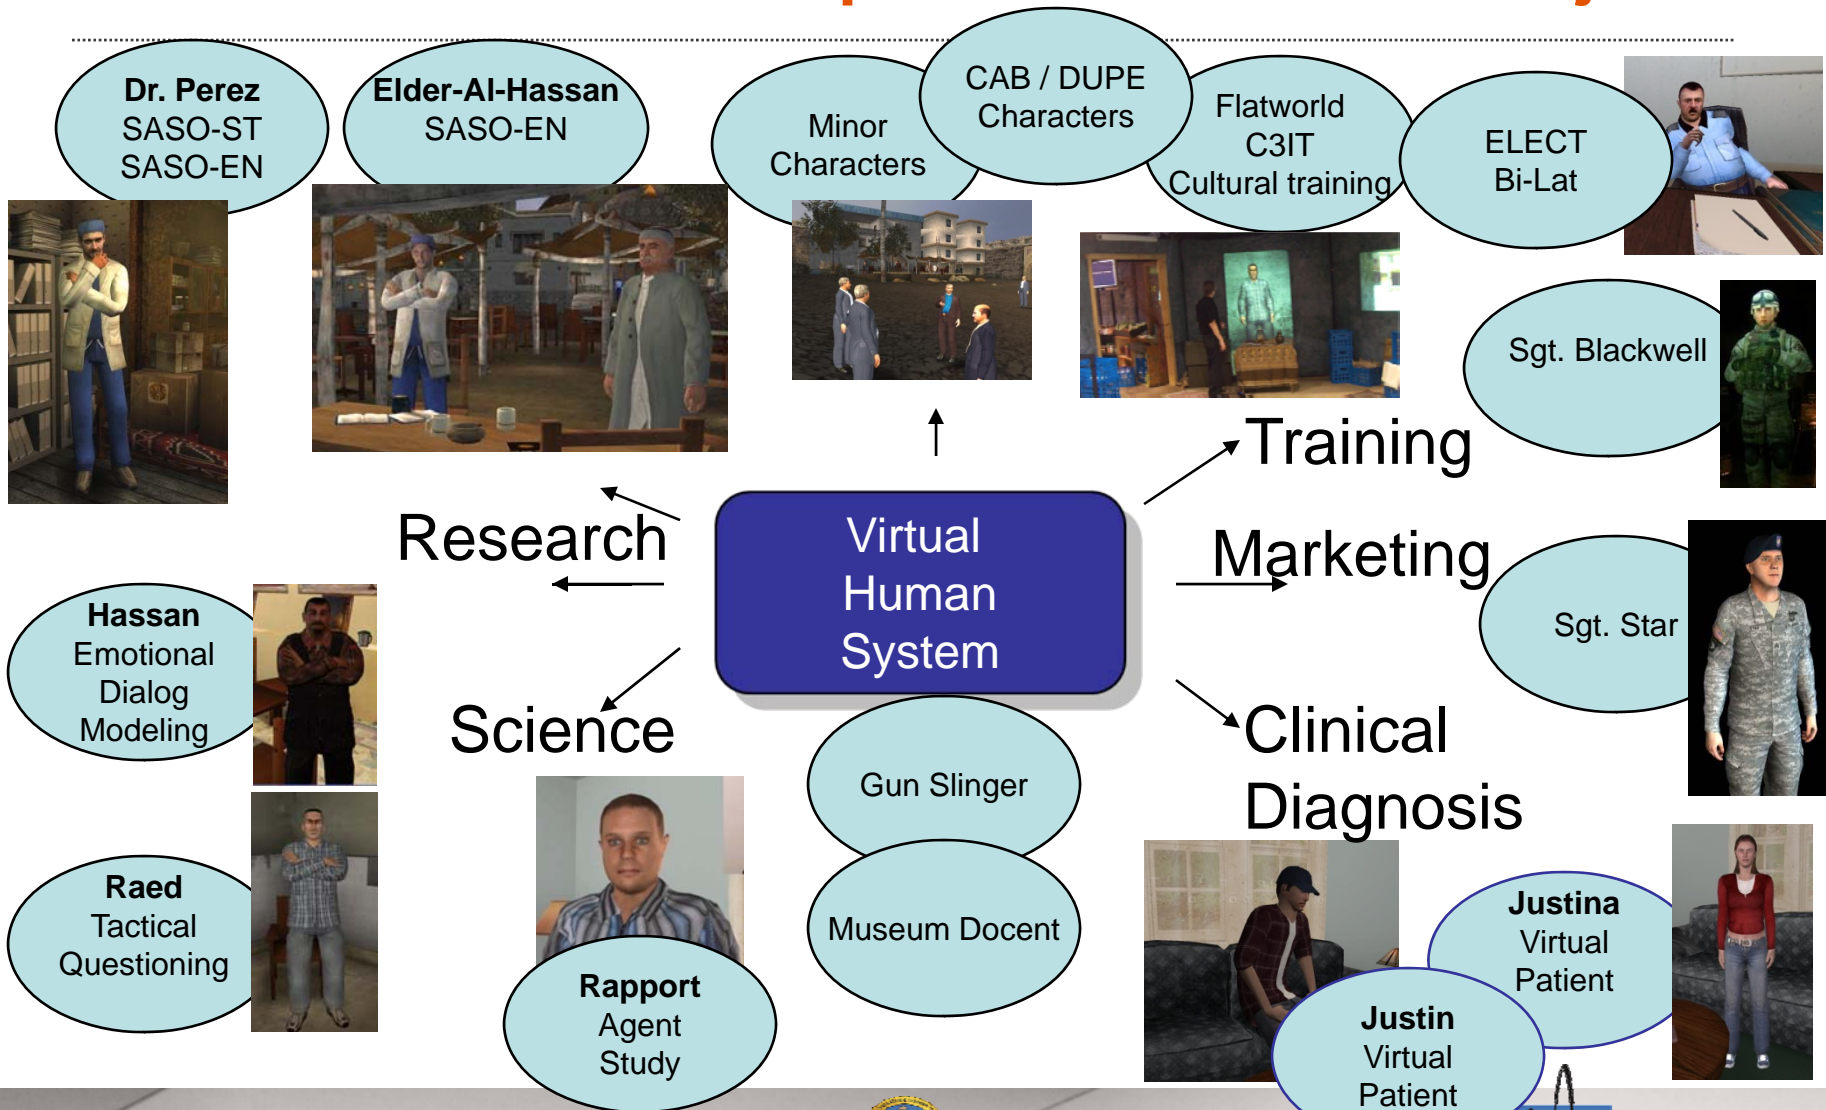 Dr. Perez
SASO-ST
SASO-EN
Elder-Al-Hassan
SASO-EN
Minor
Characters
CAB / DUPE
Characters
Flatworld
C3IT
Cultural training
ELECT
Bi-Lat
Sgt. Blackwell
Training
Research
Virtual
Human
System
Marketing
Hassan
Emotional
Dialog
Modeling
Sgt. Star
Science
Clinical
Diagnosis
Gun Slinger
Raed
Tactical
Questioning
Museum Docent
Justina
Virtual
Patient
Rapport
Agent
Study
Justin
Virtual
Patient